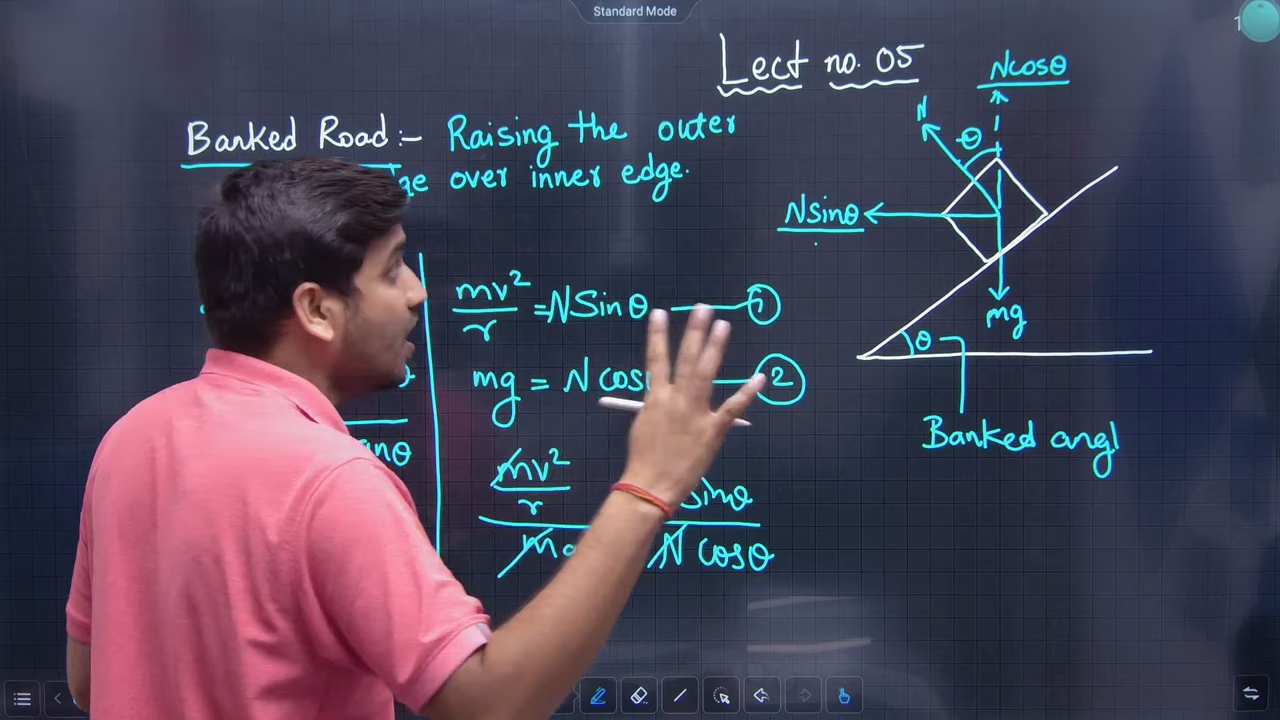 Standard Mode
Lect no. 05
Banked Road :- Raising the outer
over inner edge.
mv²/r = NSinθ — 1
mg = N cos — 2
mv²/r
sinθ
N cosθ
Ncosθ
N
θ
Nsinθ
mg
θ
Banked angl